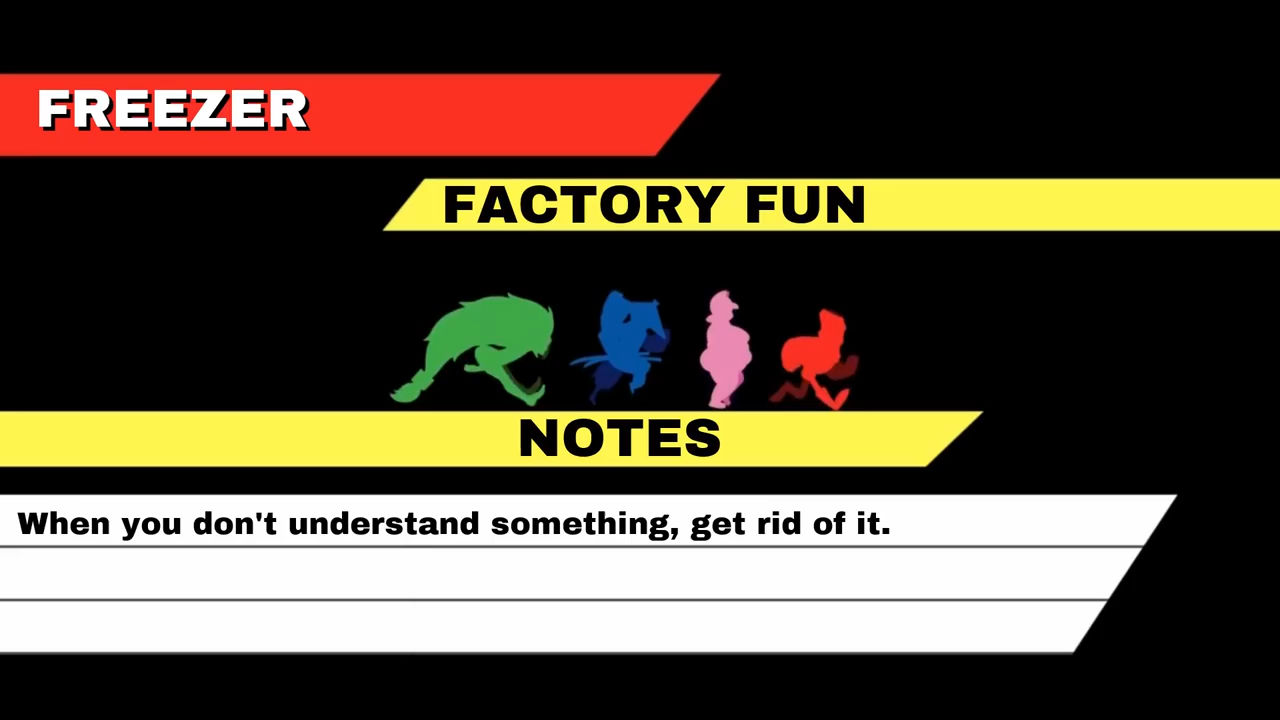 FREEZER
FACTORY FUN
NOTES
When you don't understand something, get rid of it.